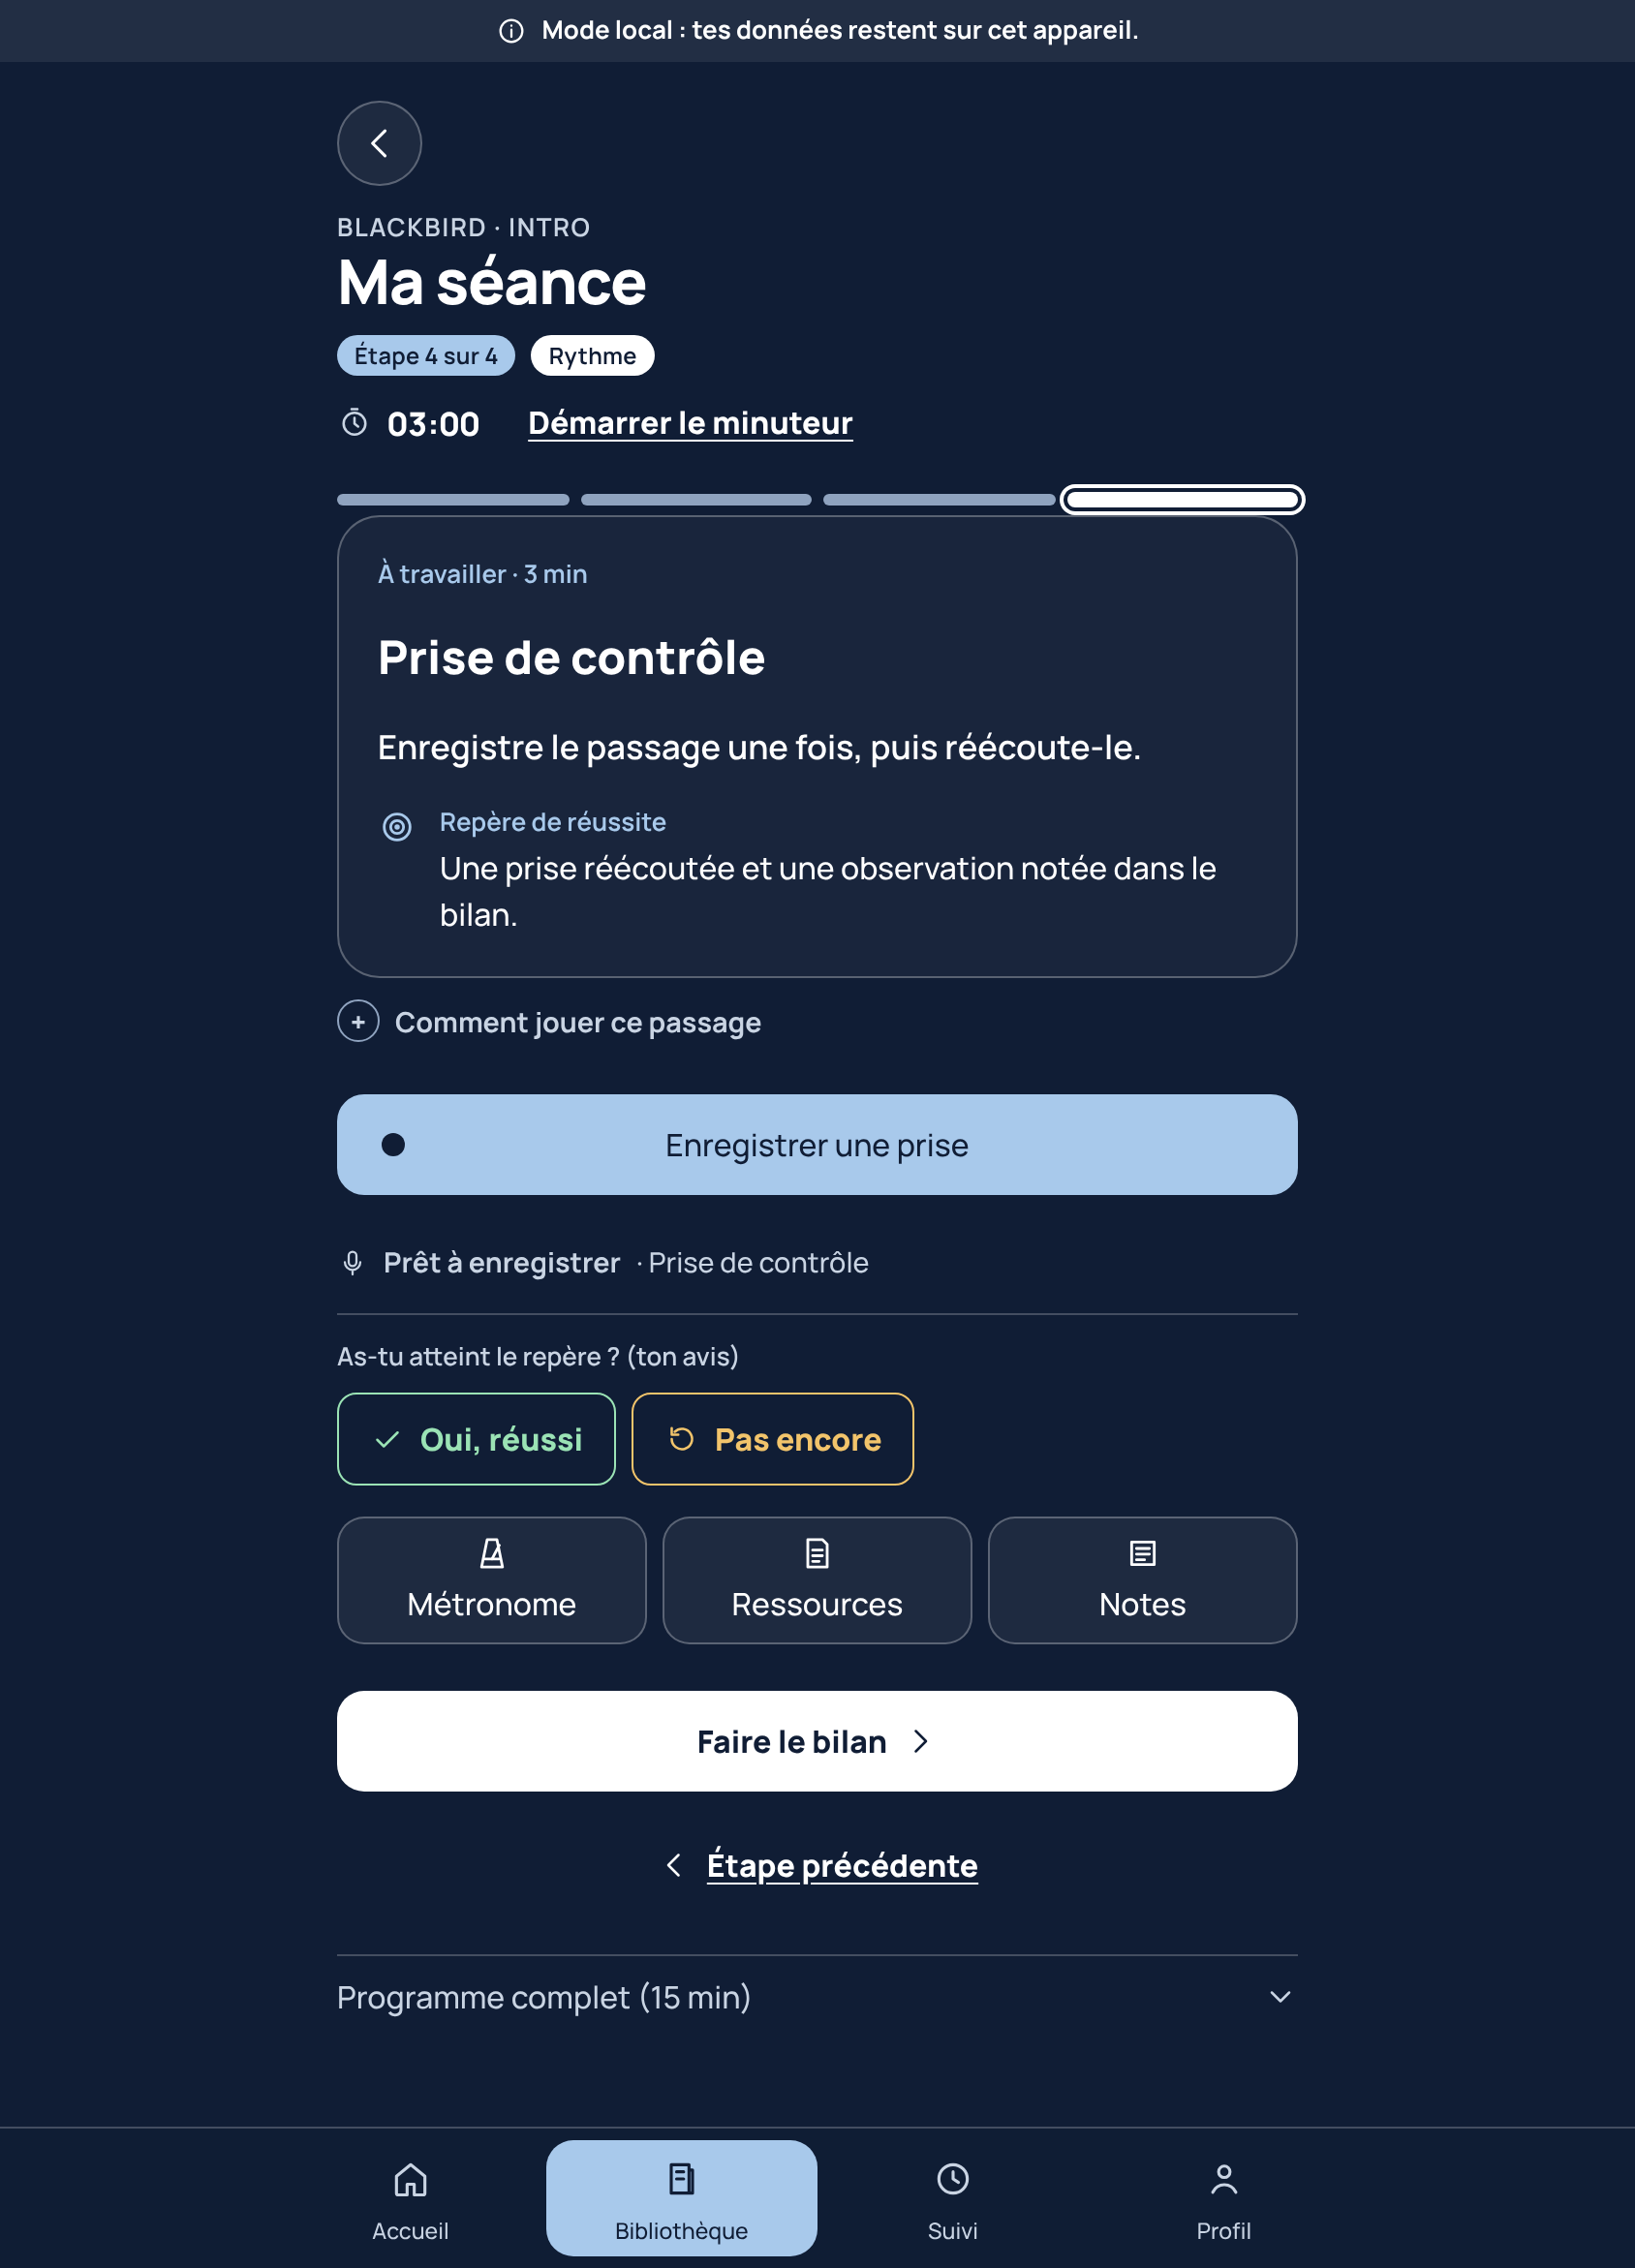 Mode local : tes données restent sur cet appareil.
BLACKBIRD · INTRO
Ma séance
Étape 4 sur 4
Rythme
03:00
Démarrer le minuteur
À travailler · 3 min
Prise de contrôle
Enregistre le passage une fois, puis réécoute-le.
Repère de réussite
Une prise réécoutée et une observation notée dans le
bilan.
Comment jouer ce passage
Enregistrer une prise
Prêt à enregistrer · Prise de contrôle
As-tu atteint le repère ? (ton avis)
Oui, réussi
Pas encore
Métronome
Ressources
Notes
Faire le bilan
Étape précédente
Programme complet (15 min)
Accueil
Bibliothèque
Suivi
Profil